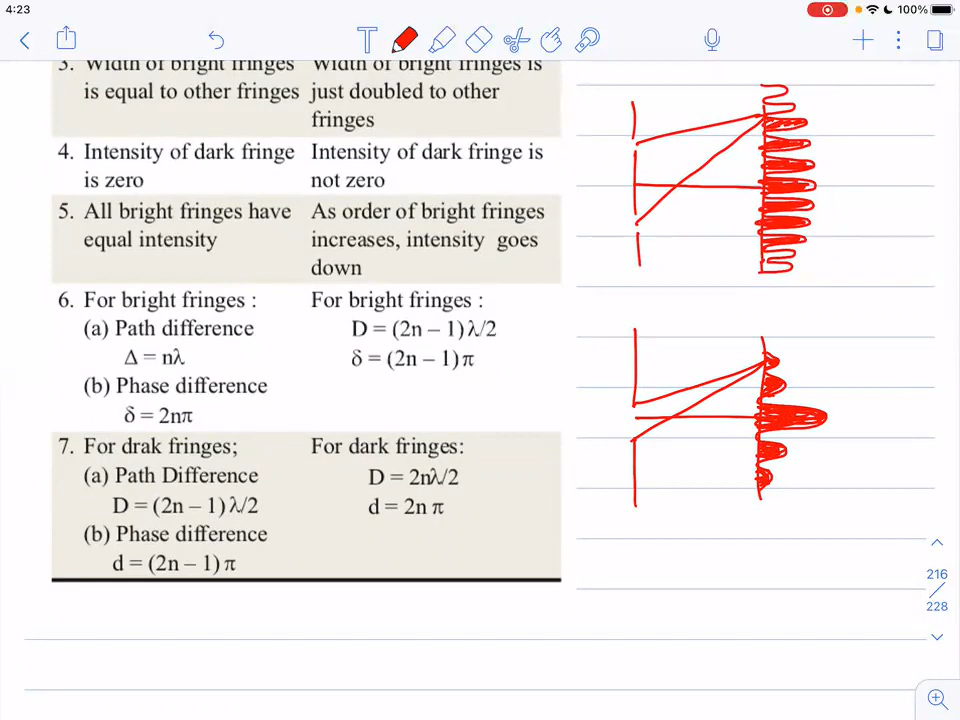 4:23
100%
3. Width of bright fringes Width of bright fringes is
is equal to other fringes just doubled to other
fringes
4. Intensity of dark fringe Intensity of dark fringe is
is zero not zero
5. All bright fringes have As order of bright fringes
equal intensity increases, intensity goes
down
6. For bright fringes : For bright fringes :
(a) Path difference D = (2n – 1) λ/2
Δ = nλ δ = (2n – 1) π
(b) Phase difference
δ = 2nπ
7. For drak fringes; For dark fringes:
(a) Path Difference D = 2nλ/2
D = (2n – 1) λ/2 d = 2n π
(b) Phase difference
d = (2n – 1) π
216
/
228